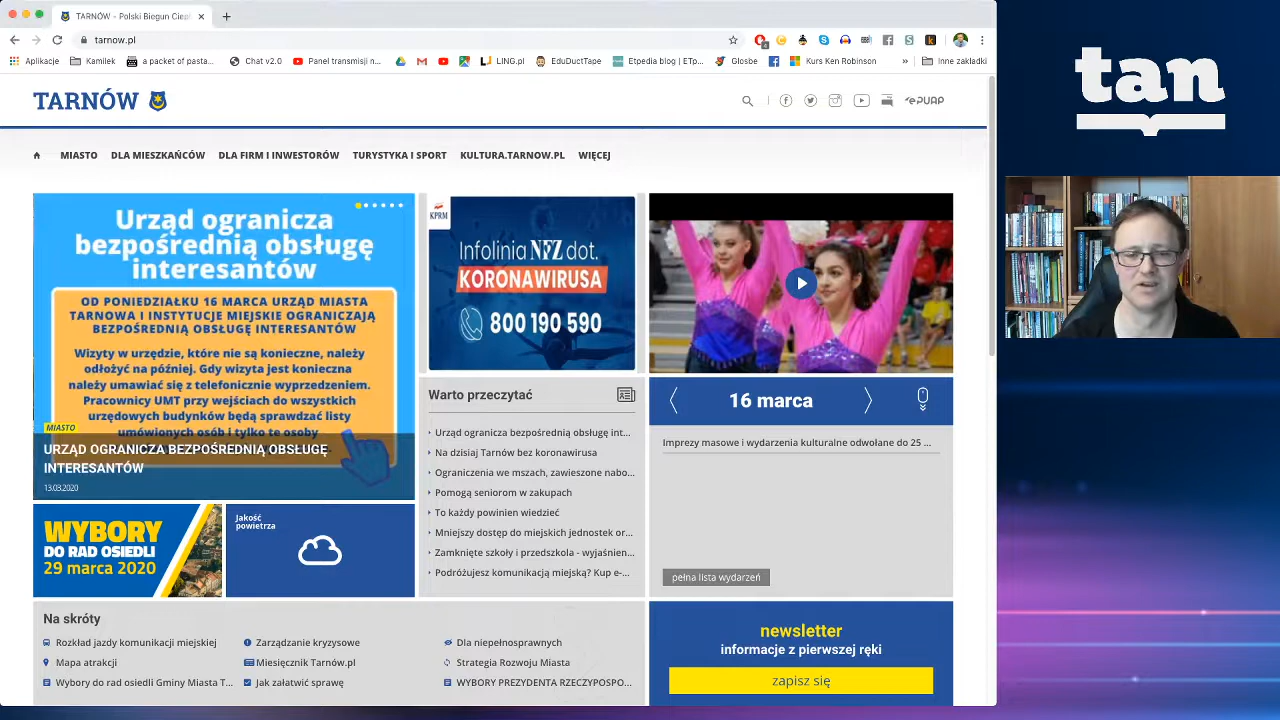 TARNÓW - Polski Biegun Ciepł
tarnow.pl
Aplikacje
Kamilek
a packet of pasta...
Chat v2.0
Panel transmisji n...
LING.pl
EduDuctTape
Etpedia | ETp...
Glosbe
Kurs Ken Robinson
»
Inne zakładki
TARNÓW
ePUAP
MIASTO
DLA MIESZKAŃCÓW
DLA FIRM I INWESTORÓW
TURYSTYKA I SPORT
KULTURA.TARNOW.PL
WIĘCEJ
Urząd ogranicza
bezpośrednią obsługę
interesantów
OD PONIEDZIAŁKU 16 MARCA URZĄD MIASTA
TARNOWA I INSTYTUCJE MIEJSKIE OGRANICZAJĄ
BEZPOŚREDNIĄ OBSŁUGĘ INTERESANTÓW
Wizyty w urzędzie, które nie są konieczne, należy
odłożyć na później. Gdy wizyta jest konieczna
należy umawiać się z telefonicznie wyprzedzeniem.
Pracownicy UMT przy wejściach do wszystkich
urzędowych budynków będą sprawdzać listy
umówionych osób i tylko te osoby
MIASTO
URZĄD OGRANICZA BEZPOŚREDNIĄ OBSŁUGĘ
INTERESANTÓW
13.03.2020
KPRM
Infolinia NFZ dot.
KORONAWIRUSA
800 190 590
Warto przeczytać
Urząd ogranicza bezpośrednią obsługę int...
Na dzisiaj Tarnów bez koronawirusa
Ograniczenia we mszach, zawieszone nabo...
Pomogą seniorom w zakupach
To każdy powinien wiedzieć
Mniejszy dostęp do miejskich jednostek or...
Zamknięte szkoły i przedszkola - wyjaśnien...
Podróżujesz komunikacją miejską? Kup e-...
16 marca
Imprezy masowe i wydarzenia kulturalne odwołane do 25 ...
pełna lista wydarzeń
WYBORY
DO RAD OSIEDLI
29 marca 2020
Jakość
powietrza
Na skróty
Rozkład jazdy komunikacji miejskiej
Zarządzanie kryzysowe
Dla niepełnosprawnych
Mapa atrakcji
Miesięcznik Tarnów.pl
Strategia Rozwoju Miasta
Wybory do rad osiedli Gminy Miasta T...
Jak załatwić sprawę
WYBORY PREZYDENTA RZECZYPOSPO...
newsletter
informacje z pierwszej ręki
zapisz się
tan